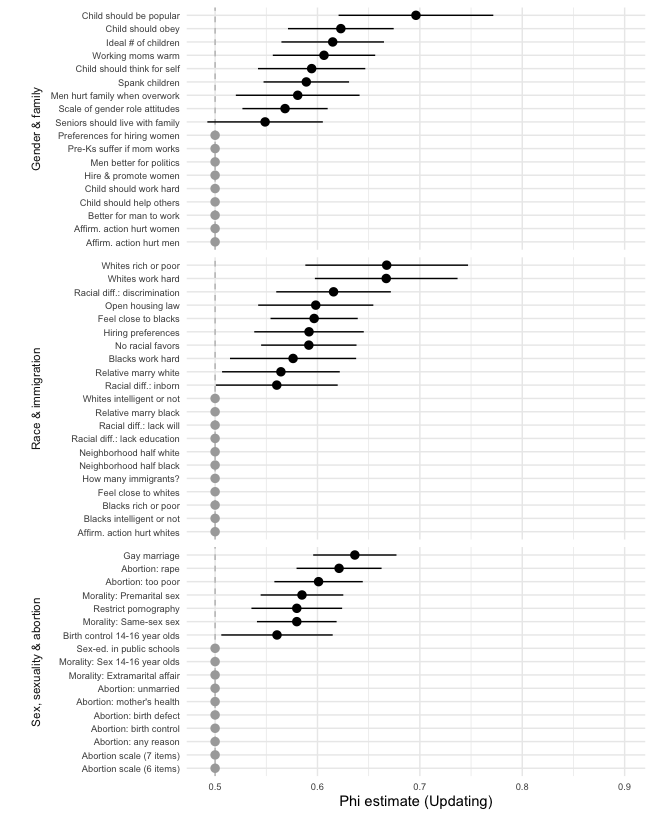 Gender & family
Child should be popular
Child should obey
Ideal # of children
Working moms warm
Child should think for self
Spank children
Men hurt family when overwork
Scale of gender role attitudes
Seniors should live with family
Preferences for hiring women
Pre-Ks suffer if mom works
Men better for politics
Hire & promote women
Child should work hard
Child should help others
Better for man to work
Affirm. action hurt women
Affirm. action hurt men
Race & immigration
Whites rich or poor
Whites work hard
Racial diff.: discrimination
Open housing law
Feel close to blacks
Hiring preferences
No racial favors
Blacks work hard
Relative marry white
Racial diff.: inborn
Whites intelligent or not
Relative marry black
Racial diff.: lack will
Racial diff.: lack education
Neighborhood half white
Neighborhood half black
How many immigrants?
Feel close to whites
Blacks rich or poor
Blacks intelligent or not
Affirm. action hurt whites
Sex, sexuality & abortion
Gay marriage
Abortion: rape
Abortion: too poor
Morality: Premarital sex
Restrict pornography
Morality: Same-sex sex
Birth control 14-16 year olds
Sex-ed. in public schools
Morality: Sex 14-16 year olds
Morality: Extramarital affair
Abortion: unmarried
Abortion: mother's health
Abortion: birth defect
Abortion: birth control
Abortion: any reason
Abortion scale (7 items)
Abortion scale (6 items)
0.5 0.6 0.7 0.8 0.9
Phi estimate (Updating)